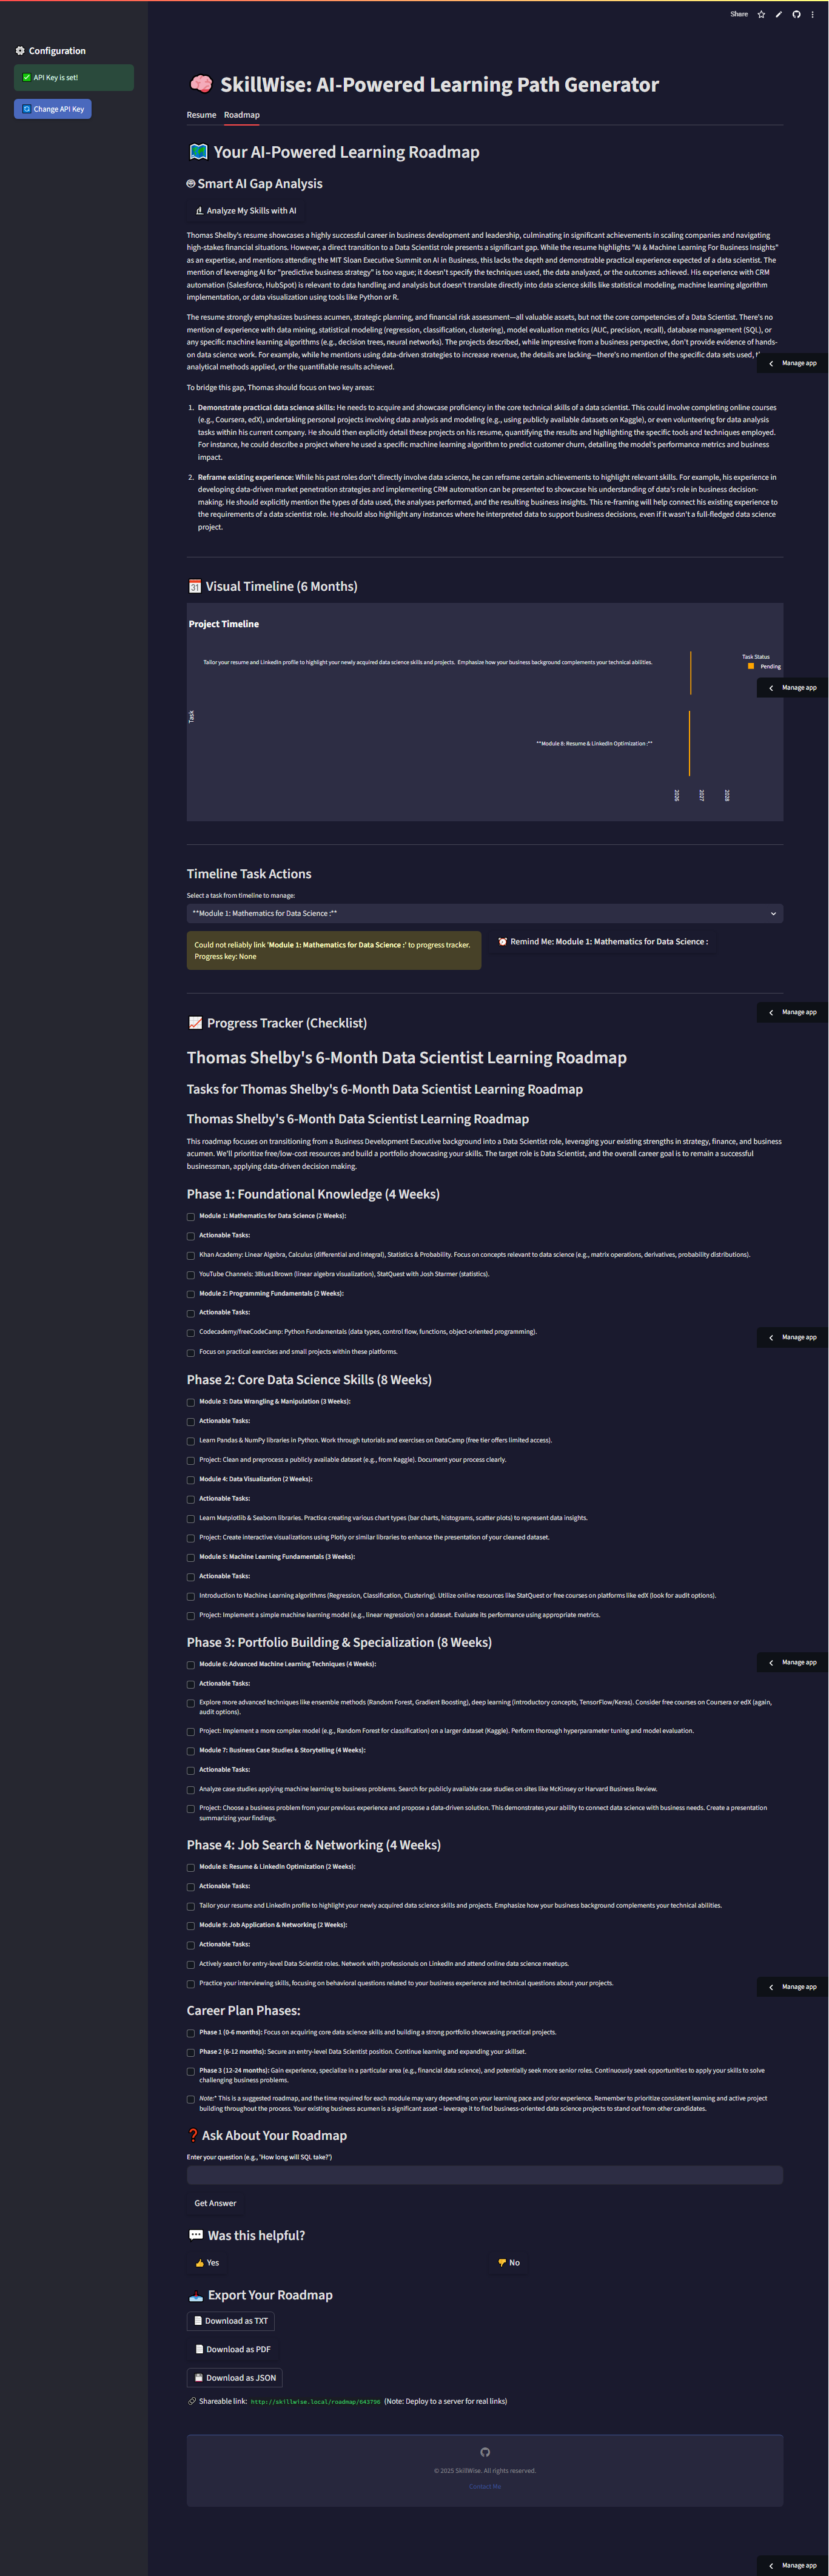 Share
Configuration
API Key is set!
Change API Key
SkillWise: AI-Powered Learning Path Generator
Resume Roadmap
Your AI-Powered Learning Roadmap
Smart AI Gap Analysis
Analyze My Skills with AI
Thomas Shelby's resume showcases a highly successful career in business development and leadership, culminating in significant achievements in scaling companies and navigating
high-stakes financial situations. However, a direct transition to a Data Scientist role presents a significant gap. While the resume highlights "AI & Machine Learning For Business Insights"
as an expertise, and mentions attending the MIT Sloan Executive Summit on AI in Business, this lacks the depth and demonstrable practical experience expected of a data scientist. The
mention of leveraging AI for "predictive business strategy" is too vague; it doesn't specify the techniques used, the data analyzed, or the outcomes achieved. His experience with CRM
automation (Salesforce, HubSpot) is relevant to data handling and analysis but doesn't translate directly into data science skills like statistical modeling, machine learning algorithm
implementation, or data visualization using tools like Python or R.
The resume strongly emphasizes business acumen, strategic planning, and financial risk assessment—all valuable assets, but not the core competencies of a Data Scientist. There's no
mention of experience with data mining, statistical modeling (regression, classification, clustering), model evaluation metrics (AUC, precision, recall), database management (SQL), or
any specific machine learning algorithms (e.g., decision trees, neural networks). The projects described, while impressive from a business perspective, don't provide evidence of hands-
on data science work. For example, while he mentions using data-driven strategies to increase revenue, the details are lacking—there's no mention of the specific data sets used,
Manage app
analytical methods applied, or the quantifiable results achieved.
To bridge this gap, Thomas should focus on two key areas:
1. Demonstrate practical data science skills: He needs to acquire and showcase proficiency in the core technical skills of a data scientist. This could involve completing online courses
(e.g., Coursera, edX), undertaking personal projects involving data analysis and modeling (e.g., using publicly available datasets on Kaggle), or even volunteering for data analysis
tasks within his current company. He should then explicitly detail these projects on his resume, quantifying the results and highlighting the specific tools and techniques employed.
For instance, he could describe a project where he used a specific machine learning algorithm to predict customer churn, detailing the model's performance metrics and business
impact.
2. Reframe existing experience: While his past roles don't directly involve data science, he can reframe certain achievements to highlight relevant skills. For example, his experience in
developing data-driven market penetration strategies and implementing CRM automation can be presented to showcase his understanding of data's role in business decision-
making. He should explicitly mention the types of data used, the analyses performed, and the resulting business insights. This re-framing will help connect his existing experience to
the requirements of a data scientist role. He should also highlight any instances where he interpreted data to support business decisions, even if it wasn't a full-fledged data science
project.
31 Visual Timeline (6 Months)
Project Timeline
Tailor your resume and LinkedIn profile to highlight your newly acquired data science skills and projects. Emphasize how your business background complements your technical abilities.
Task Status
Pending
Manage app
Task
**Module 8: Resume & LinkedIn Optimization :**
2026
2027
2028
Timeline Task Actions
Select a task from timeline to manage:
**Module 1: Mathematics for Data Science :**
Could not reliably link 'Module 1: Mathematics for Data Science :' to progress tracker.
Progress key: None
Remind Me: Module 1: Mathematics for Data Science :
Manage app
Progress Tracker (Checklist)
Thomas Shelby's 6-Month Data Scientist Learning Roadmap
Tasks for Thomas Shelby's 6-Month Data Scientist Learning Roadmap
Thomas Shelby's 6-Month Data Scientist Learning Roadmap
This roadmap focuses on transitioning from a Business Development Executive background into a Data Scientist role, leveraging your existing strengths in strategy, finance, and business
acumen. We'll prioritize free/low-cost resources and build a portfolio showcasing your skills. The target role is Data Scientist, and the overall career goal is to remain a successful
businessman, applying data-driven decision making.
Phase 1: Foundational Knowledge (4 Weeks)
Module 1: Mathematics for Data Science (2 Weeks):
Actionable Tasks:
Khan Academy: Linear Algebra, Calculus (differential and integral), Statistics & Probability. Focus on concepts relevant to data science (e.g., matrix operations, derivatives, probability distributions).
YouTube Channels: 3Blue1Brown (linear algebra visualization), StatQuest with Josh Starmer (statistics).
Module 2: Programming Fundamentals (2 Weeks):
Actionable Tasks:
Codecademy/freeCodeCamp: Python Fundamentals (data types, control flow, functions, object-oriented programming).
Manage app
Focus on practical exercises and small projects within these platforms.
Phase 2: Core Data Science Skills (8 Weeks)
Module 3: Data Wrangling & Manipulation (3 Weeks):
Actionable Tasks:
Learn Pandas & NumPy libraries in Python. Work through tutorials and exercises on DataCamp (free tier offers limited access).
Project: Clean and preprocess a publicly available dataset (e.g., from Kaggle). Document your process clearly.
Module 4: Data Visualization (2 Weeks):
Actionable Tasks:
Learn Matplotlib & Seaborn libraries. Practice creating various chart types (bar charts, histograms, scatter plots) to represent data insights.
Project: Create interactive visualizations using Plotly or similar libraries to enhance the presentation of your cleaned dataset.
Module 5: Machine Learning Fundamentals (3 Weeks):
Actionable Tasks:
Introduction to Machine Learning algorithms (Regression, Classification, Clustering). Utilize online resources like StatQuest or free courses on platforms like edX (look for audit options).
Project: Implement a simple machine learning model (e.g., linear regression) on a dataset. Evaluate its performance using appropriate metrics.
Phase 3: Portfolio Building & Specialization (8 Weeks)
Module 6: Advanced Machine Learning Techniques (4 Weeks):
Manage app
Actionable Tasks:
Explore more advanced techniques like ensemble methods (Random Forest, Gradient Boosting), deep learning (introductory concepts, TensorFlow/Keras). Consider free courses on Coursera or edX (again,
audit options).
Project: Implement a more complex model (e.g., Random Forest for classification) on a larger dataset (Kaggle). Perform thorough hyperparameter tuning and model evaluation.
Module 7: Business Case Studies & Storytelling (4 Weeks):
Actionable Tasks:
Analyze case studies applying machine learning to business problems. Search for publicly available case studies on sites like McKinsey or Harvard Business Review.
Project: Choose a business problem from your previous experience and propose a data-driven solution. This demonstrates your ability to connect data science with business needs. Create a presentation
summarizing your findings.
Phase 4: Job Search & Networking (4 Weeks)
Module 8: Resume & LinkedIn Optimization (2 Weeks):
Actionable Tasks:
Tailor your resume and LinkedIn profile to highlight your newly acquired data science skills and projects. Emphasize how your business background complements your technical abilities.
Module 9: Job Application & Networking (2 Weeks):
Actionable Tasks:
Actively search for entry-level Data Scientist roles. Network with professionals on LinkedIn and attend online data science meetups.
Practice your interviewing skills, focusing on behavioral questions related to your business experience and technical questions about your projects.
Manage app
Career Plan Phases:
Phase 1 (0-6 months): Focus on acquiring core data science skills and building a strong portfolio showcasing practical projects.
Phase 2 (6-12 months): Secure an entry-level Data Scientist position. Continue learning and expanding your skillset.
Phase 3 (12-24 months): Gain experience, specialize in a particular area (e.g., financial data science), and potentially seek more senior roles. Continuously seek opportunities to apply your skills to solve
challenging business problems.
Note:* This is a suggested roadmap, and the time required for each module may vary depending on your learning pace and prior experience. Remember to prioritize consistent learning and active project
building throughout the process. Your existing business acumen is a significant asset – leverage it to find business-oriented data science projects to stand out from other candidates.
Ask About Your Roadmap
Enter your question (e.g., 'How long will SQL take?')
Get Answer
Was this helpful?
Yes
No
Export Your Roadmap
Download as TXT
Download as PDF
Download as JSON
Shareable link: http://skillwise.local/roadmap/643796 (Note: Deploy to a server for real links)
© 2025 SkillWise. All rights reserved.
Contact Me
Manage app